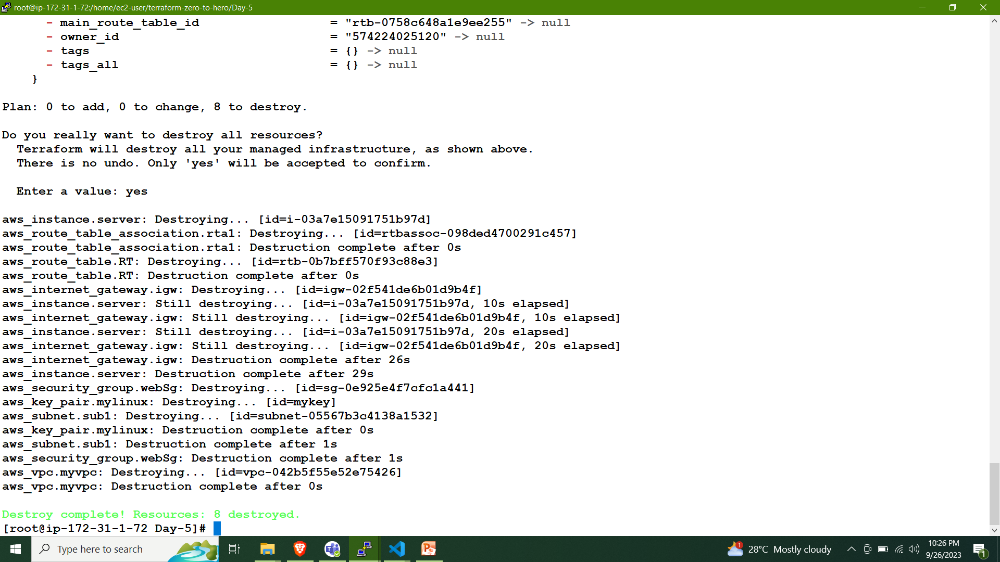 root@ip-172-31-1-72:/home/ec2-user/terraform-zero-to-hero/Day-5
- main_route_table_id = "rtb-0758c648a1e9ee255" -> null
- owner_id = "574224025120" -> null
- tags = {} -> null
- tags_all = {} -> null
}
Plan: 0 to add, 0 to change, 8 to destroy.
Do you really want to destroy all resources?
Terraform will destroy all your managed infrastructure, as shown above.
There is no undo. Only 'yes' will be accepted to confirm.
Enter a value: yes
aws_instance.server: Destroying... [id=i-03a7e15091751b97d]
aws_route_table_association.rta1: Destroying... [id=rtbassoc-098ded4700291c457]
aws_route_table_association.rta1: Destruction complete after 0s
aws_route_table.RT: Destroying... [id=rtb-0b7bff570f93c88e3]
aws_route_table.RT: Destruction complete after 0s
aws_internet_gateway.igw: Destroying... [id=igw-02f541de6b01d9b4f]
aws_instance.server: Still destroying... [id=i-03a7e15091751b97d, 10s elapsed]
aws_internet_gateway.igw: Still destroying... [id=igw-02f541de6b01d9b4f, 10s elapsed]
aws_instance.server: Still destroying... [id=i-03a7e15091751b97d, 20s elapsed]
aws_internet_gateway.igw: Still destroying... [id=igw-02f541de6b01d9b4f, 20s elapsed]
aws_internet_gateway.igw: Destruction complete after 26s
aws_instance.server: Destruction complete after 29s
aws_security_group.webSg: Destroying... [id=sg-0e925e4f7cfc1a441]
aws_key_pair.mylinux: Destroying... [id=mykey]
aws_subnet.sub1: Destroying... [id=subnet-05567b3c4138a1532]
aws_key_pair.mylinux: Destruction complete after 0s
aws_subnet.sub1: Destruction complete after 1s
aws_security_group.webSg: Destruction complete after 1s
aws_vpc.myvpc: Destroying... [id=vpc-042b5f55e52e75426]
aws_vpc.myvpc: Destruction complete after 0s
Destroy complete! Resources: 8 destroyed.
[root@ip-172-31-1-72 Day-5]#
Type here to search
1
28°C Mostly cloudy
10:26 PM
9/26/2023
1